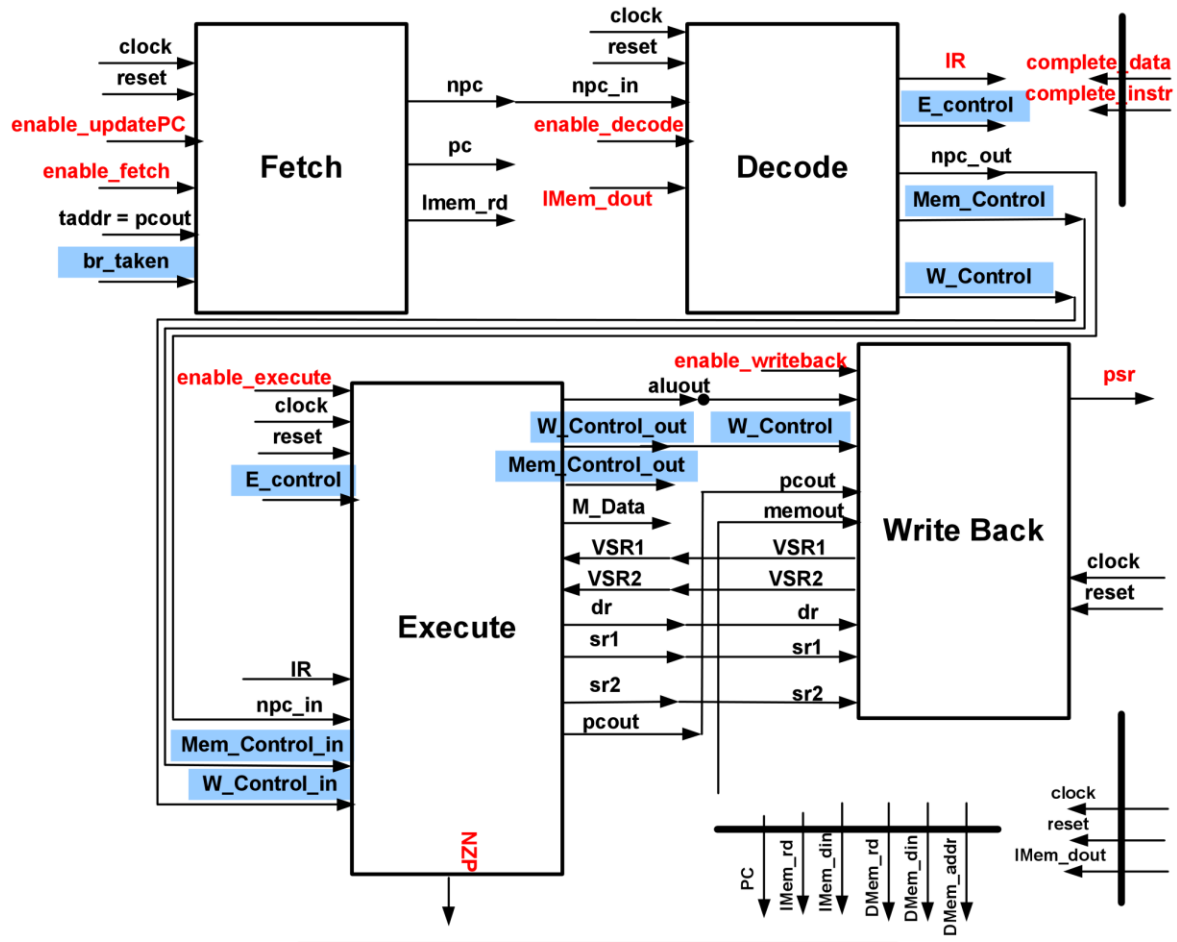 clock
reset
enable_updatePC
enable_fetch
taddr = pcout
br_taken
Fetch
npc
pc
Imem_rd
clock
reset
npc_in
enable_decode
IMem_dout
Decode
IR
E_control
npc_out
Mem_Control
W_Control
complete_data
complete_instr
enable_execute
clock
reset
E_control
IR
npc_in
Mem_Control_in
W_Control_in
Execute
NZP
aluout
W_Control_out
Mem_Control_out
M_Data
VSR1
VSR2
dr
sr1
sr2
pcout
enable_writeback
W_Control
pcout
memout
VSR1
VSR2
dr
sr1
sr2
Write Back
psr
clock
reset
PC
IMem_rd
IMem_din
DMem_rd
DMem_din
DMem_addr
clock
reset
IMem_dout